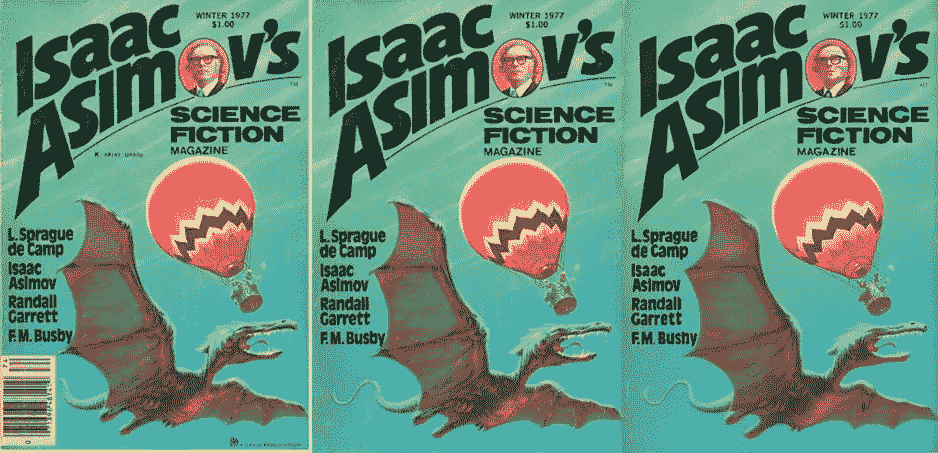 WINTER 1977
$1.00
Isaac
Asimov's
TM
SCIENCE
FICTION
MAGAZINE
L. Sprague
de Camp
Isaac
Asimov
Randall
Garrett
F.M. Busby
WINTER 1977
$1.00
Isaac
Asimov's
TM
SCIENCE
FICTION
MAGAZINE
L. Sprague
de Camp
Isaac
Asimov
Randall
Garrett
F.M. Busby
WINTER 1977
$1.00
Isaac
Asimov's
SCIENCE
FICTION
MAGAZINE
L. Sprague
de Camp
Isaac
Asimov
Randall
Garrett
F.M. Busby